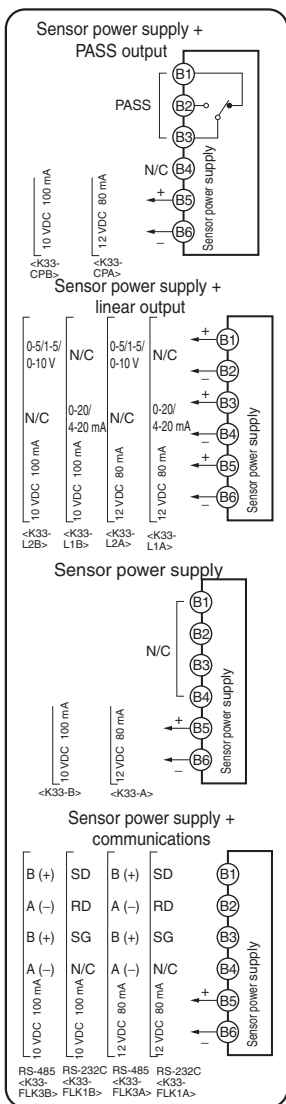 Sensor power supply +
PASS output
B1
PASS
B2
B3
N/C
B4
+
B5
−
B6
Sensor power supply
10 VDC 100 mA
12 VDC 80 mA
<K33-
CPB>
<K33-
CPA>
Sensor power supply +
linear output
0-5/1-5/
0-10 V
N/C
0-5/1-5/
0-10 V
N/C
+
B1
−
B2
N/C
0-20/
4-20 mA
N/C
0-20/
4-20 mA
+
B3
−
B4
+
B5
−
B6
Sensor power supply
10 VDC 100 mA
10 VDC 100 mA
12 VDC 80 mA
12 VDC 80 mA
<K33-
L2B>
<K33-
L1B>
<K33-
L2A>
<K33-
L1A>
Sensor power supply
B1
B2
N/C
B3
B4
+
B5
−
B6
Sensor power supply
10 VDC 100 mA
12 VDC 80 mA
<K33-B>
<K33-A>
Sensor power supply +
communications
B (+) SD B (+) SD B1
A (−) RD A (−) RD B2
B (+) SG B (+) SG B3
A (−) N/C A (−) N/C B4
+
B5
−
B6
Sensor power supply
10 VDC 100 mA
10 VDC 100 mA
12 VDC 80 mA
12 VDC 80 mA
RS-485
<K33-
FLK3B>
RS-232C
<K33-
FLK1B>
RS-485
<K33-
FLK3A>
RS-232C
<K33-
FLK1A>